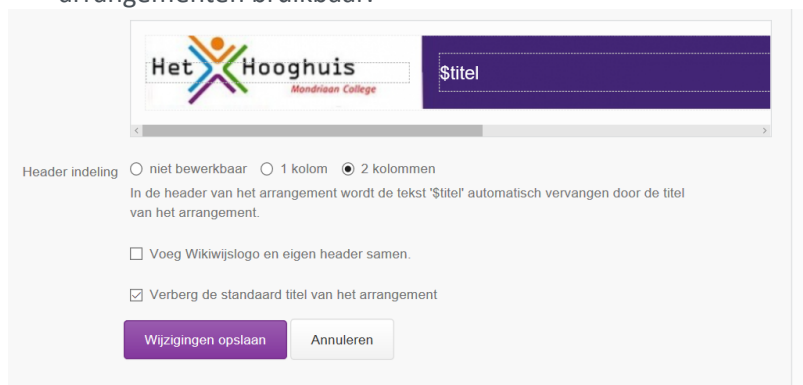 arrangementen bruikbaar.
Het Hooghuis
Mondriaan College
$titel
Header indeling
niet bewerkbaar 1 kolom 2 kolommen
In de header van het arrangement wordt de tekst '$titel' automatisch vervangen door de titel
van het arrangement.
Voeg Wikiwijslogo en eigen header samen.
Verberg de standaard titel van het arrangement
Wijzigingen opslaan Annuleren